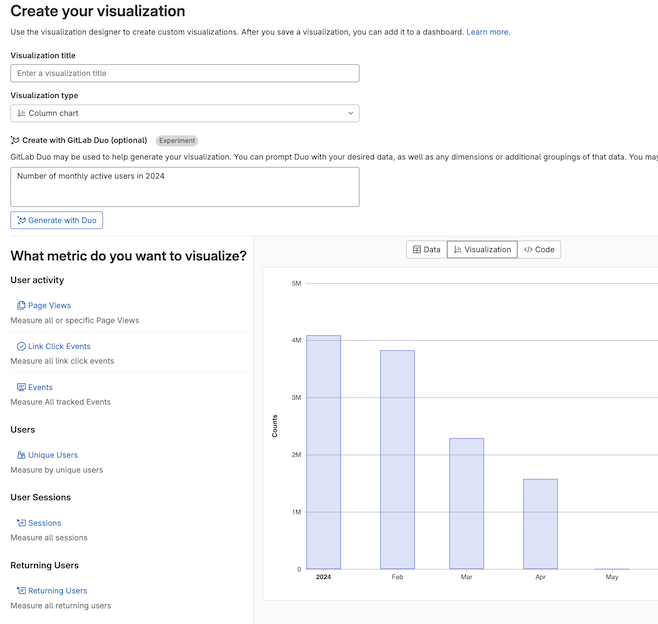 Create your visualization
Use the visualization designer to create custom visualizations. After you save a visualization, you can add it to a dashboard. Learn more.
Visualization title
Enter a visualization title
Visualization type
Column chart
Create with GitLab Duo (optional) Experiment
GitLab Duo may be used to help generate your visualization. You can prompt Duo with your desired data, as well as any dimensions or additional groupings of that data. You may
Number of monthly active users in 2024
Generate with Duo
What metric do you want to visualize?
User activity
Page Views
Measure all or specific Page Views
Link Click Events
Measure all link click events
Events
Measure All tracked Events
Users
Unique Users
Measure by unique users
User Sessions
Sessions
Measure all sessions
Returning Users
Returning Users
Measure all returning users
Data Visualization Code
5M
4M
3M
2M
1M
0
Counts
2024 Feb Mar Apr May